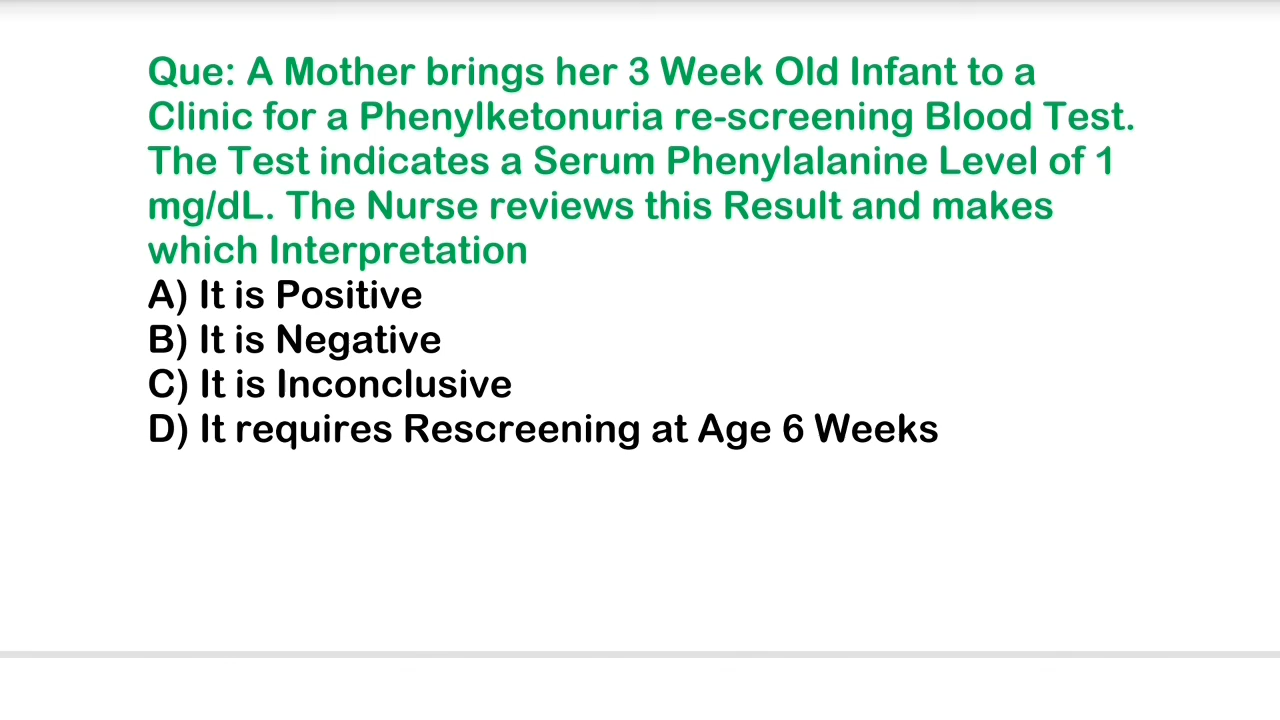 Que: A Mother brings her 3 Week Old Infant to a
Clinic for a Phenylketonuria re-screening Blood Test.
The Test indicates a Serum Phenylalanine Level of 1
mg/dL. The Nurse reviews this Result and makes
which Interpretation
A) It is Positive
B) It is Negative
C) It is Inconclusive
D) It requires Rescreening at Age 6 Weeks